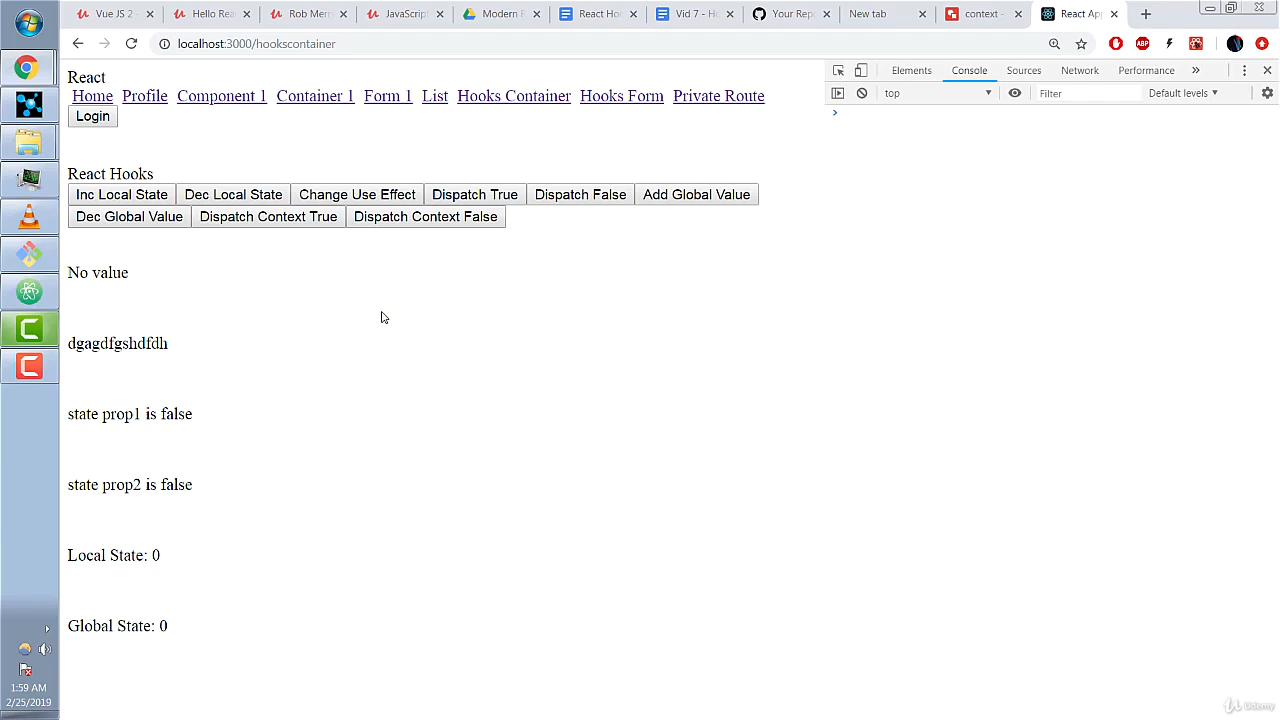 Vue JS 2 -
Hello Rea
Rob Merr
JavaScript
Modern F
React Hoo
Vid 7 - He
Your Repo
New tab
context -
React App
localhost:3000/hookscontainer
ABP
Elements Console Sources Network Performance »
top Filter Default levels
React
Home Profile Component 1 Container 1 Form 1 List Hooks Container Hooks Form Private Route
Login
React Hooks
Inc Local State Dec Local State Change Use Effect Dispatch True Dispatch False Add Global Value
Dec Global Value Dispatch Context True Dispatch Context False
No value
dgagdfgshdfdh
state prop1 is false
state prop2 is false
Local State: 0
Global State: 0
1:59 AM
2/25/2019
Udemy